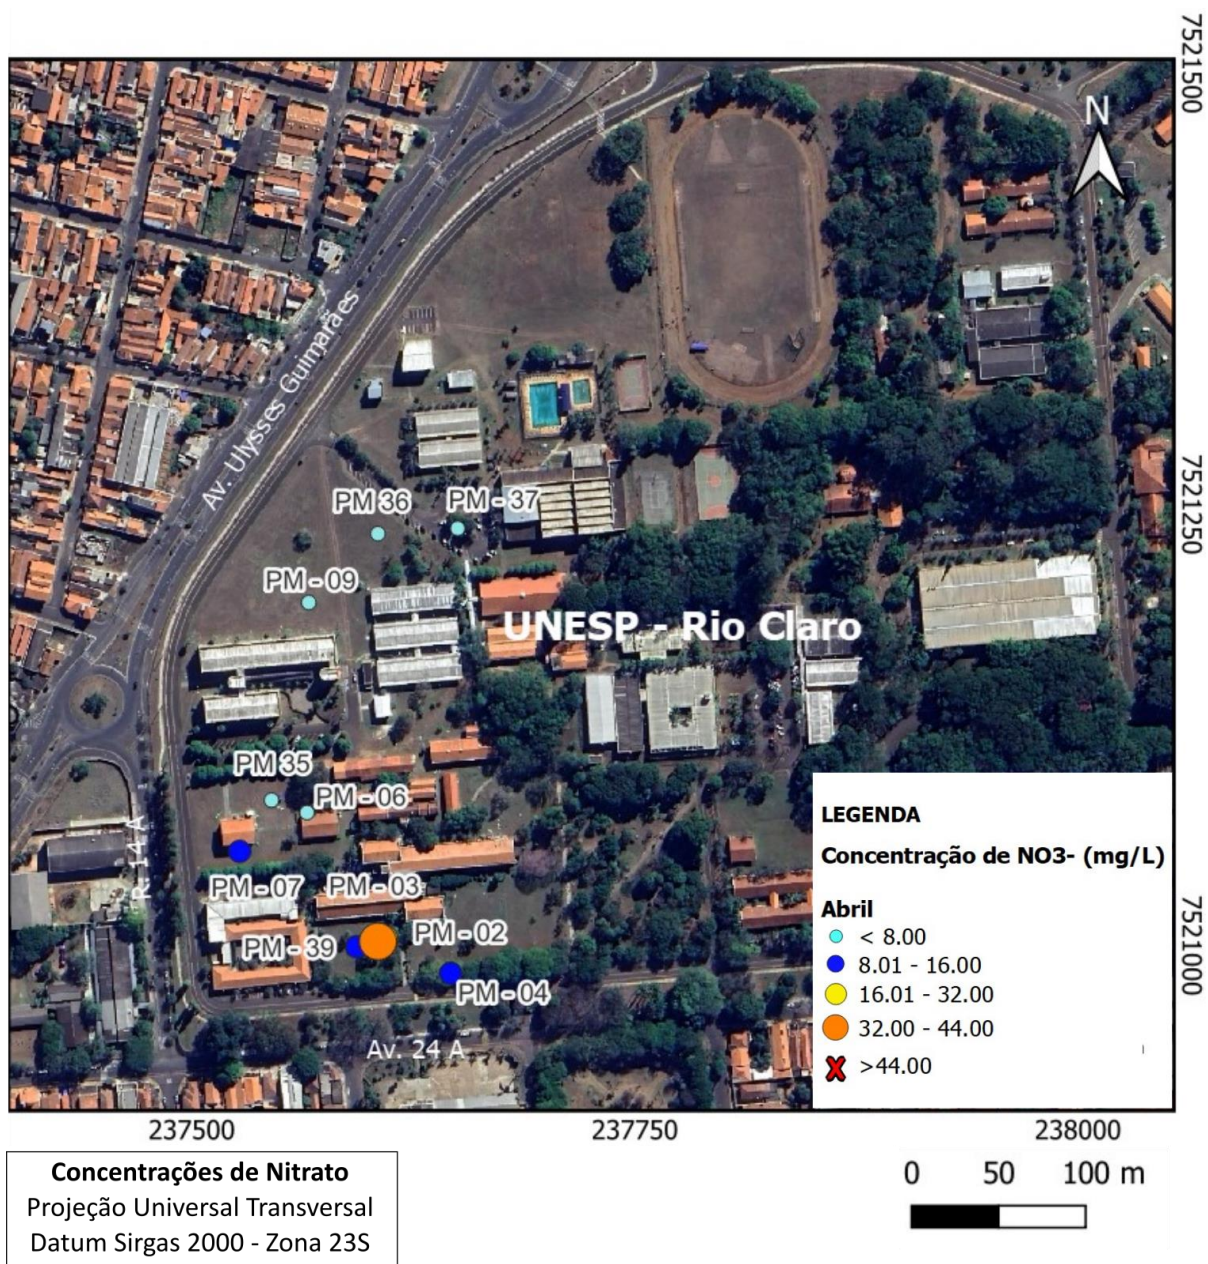 7521500
N
Av. Ulysses Guimarães
7521250
PM 36
PM - 37
PM - 09
UNESP - Rio Claro
PM 35
PM - 06
R. 14 A
PM - 07
PM - 03
PM - 02
PM - 39
PM - 04
Av. 24 A
7521000
LEGENDA
Concentração de NO3- (mg/L)
Abril
< 8.00
8.01 - 16.00
16.01 - 32.00
32.00 - 44.00
>44.00
237500
237750
238000
Concentrações de Nitrato
Projeção Universal Transversal
Datum Sirgas 2000 - Zona 23S
0 50 100 m